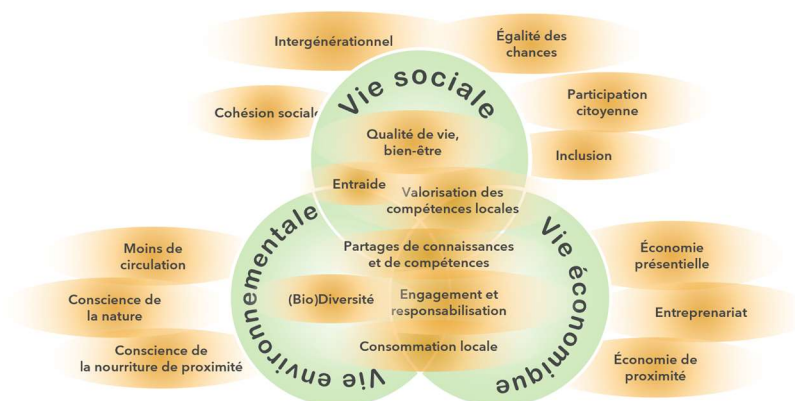 Intergénérationnel
Égalité des
chances
Vie sociale
Cohésion sociale
Participation
citoyenne
Qualité de vie,
bien-être
Inclusion
Entraide
Valorisation des
compétences locales
Vie environnementale
Vie économique
Partages de connaissances
et de compétences
Moins de
circulation
Économie
présentielle
(Bio)Diversité
Engagement et
responsabilisation
Conscience de
la nature
Entreprenariat
Consommation locale
Conscience de
la nourriture de proximité
Économie de
proximité